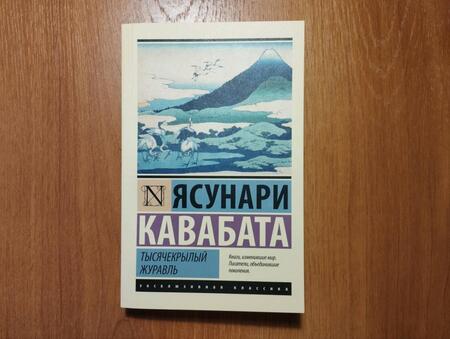 N
ЯСУНАРИ
КАВАБАТА
ТЫСЯЧЕКРЫЛЫЙ
ЖУРАВЛЬ
Книги, изменившие мир.
Писатели, объединившие
поколения.
ЭКСКЛЮЗИВНАЯ КЛАССИКА